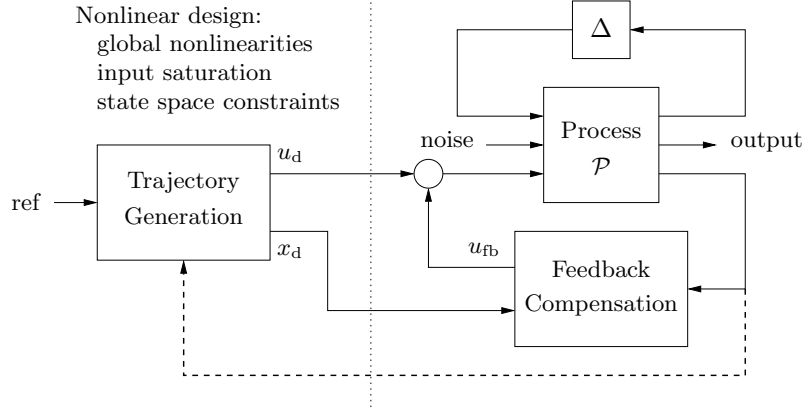 Nonlinear design:
global nonlinearities
input saturation
state space constraints
Δ
noise
Process
𝒫
output
ref
Trajectory
Generation
u_d
x_d
u_fb
Feedback
Compensation